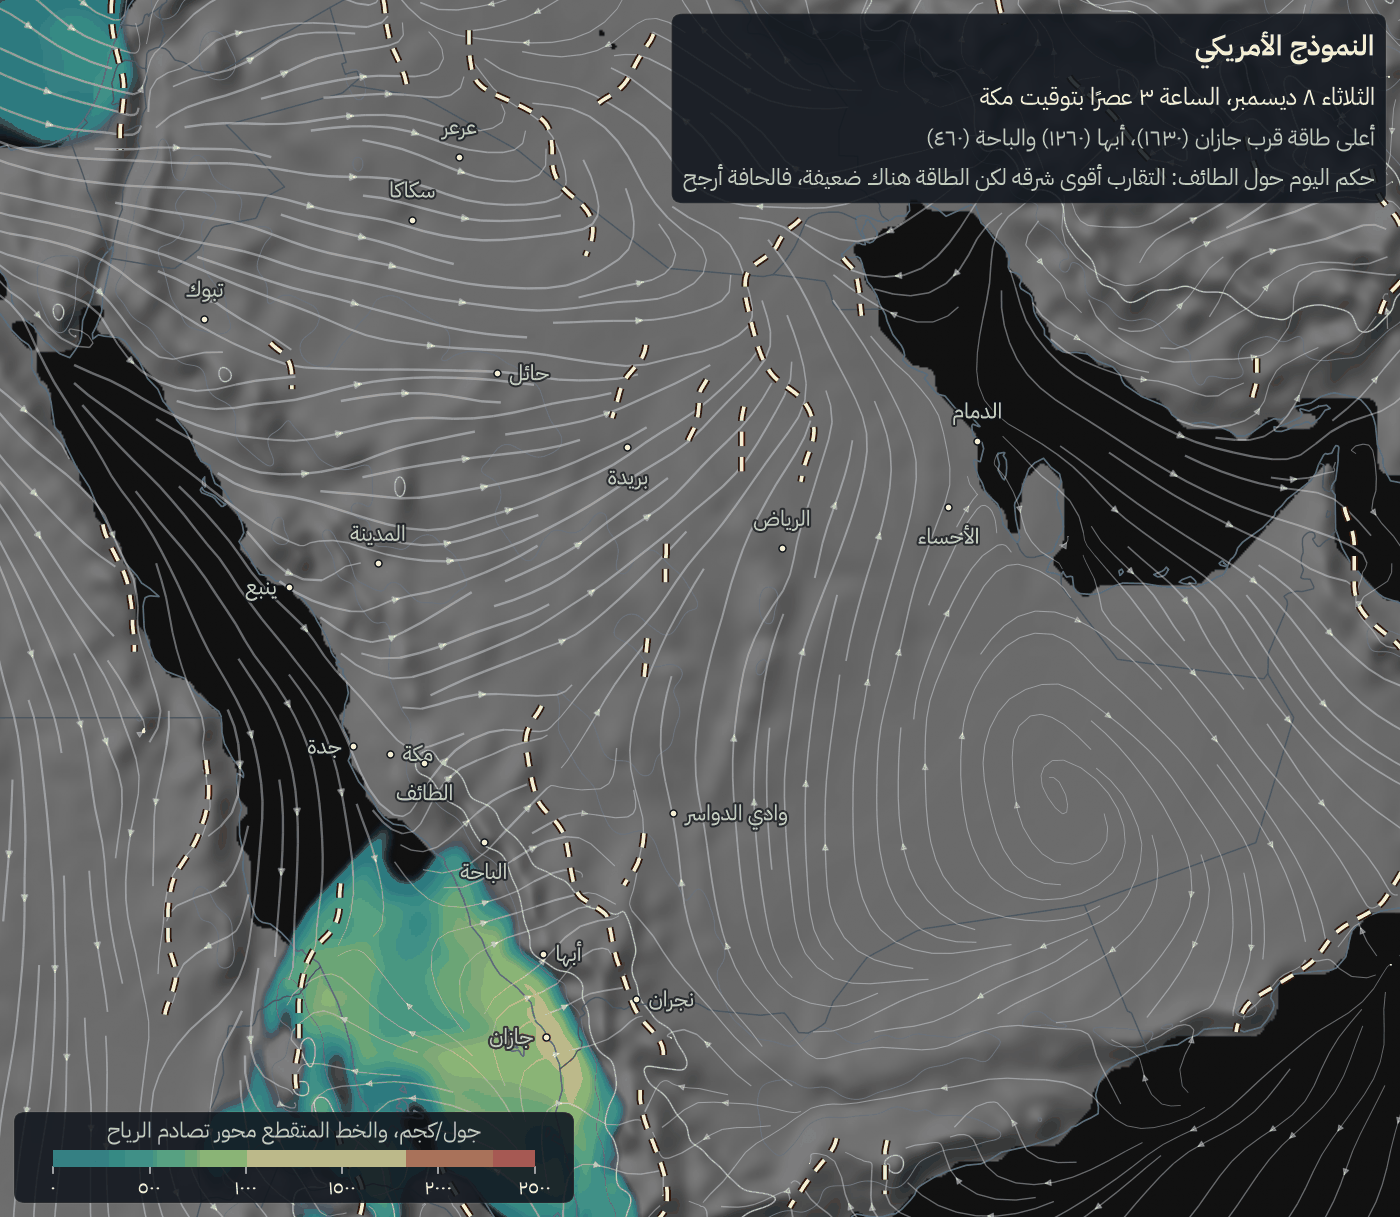 النموذج الأمريكي
الثلاثاء ٨ ديسمبر، الساعة ٣ عصرًا بتوقيت مكة
أعلى طاقة قرب جازان (١٦٣٠)، أبها (١٢٦٠) والباحة (٤٦٠)
حكم اليوم حول الطائف: التقارب أقوى شرقه لكن الطاقة هناك ضعيفة، فالحافة أرجح
عرعر
سكاكا
تبوك
حائل
الدمام
بريدة
الرياض
المدينة
الأحساء
ينبع
جدة
مكة
الطائف
وادي الدواسر
الباحة
أبها
نجران
جازان
جول/كجم، والخط المتقطع محور تصادم الرياح
٠ ٥٠٠ ١٠٠٠ ١٥٠٠ ٢٠٠٠ ٢٥٠٠